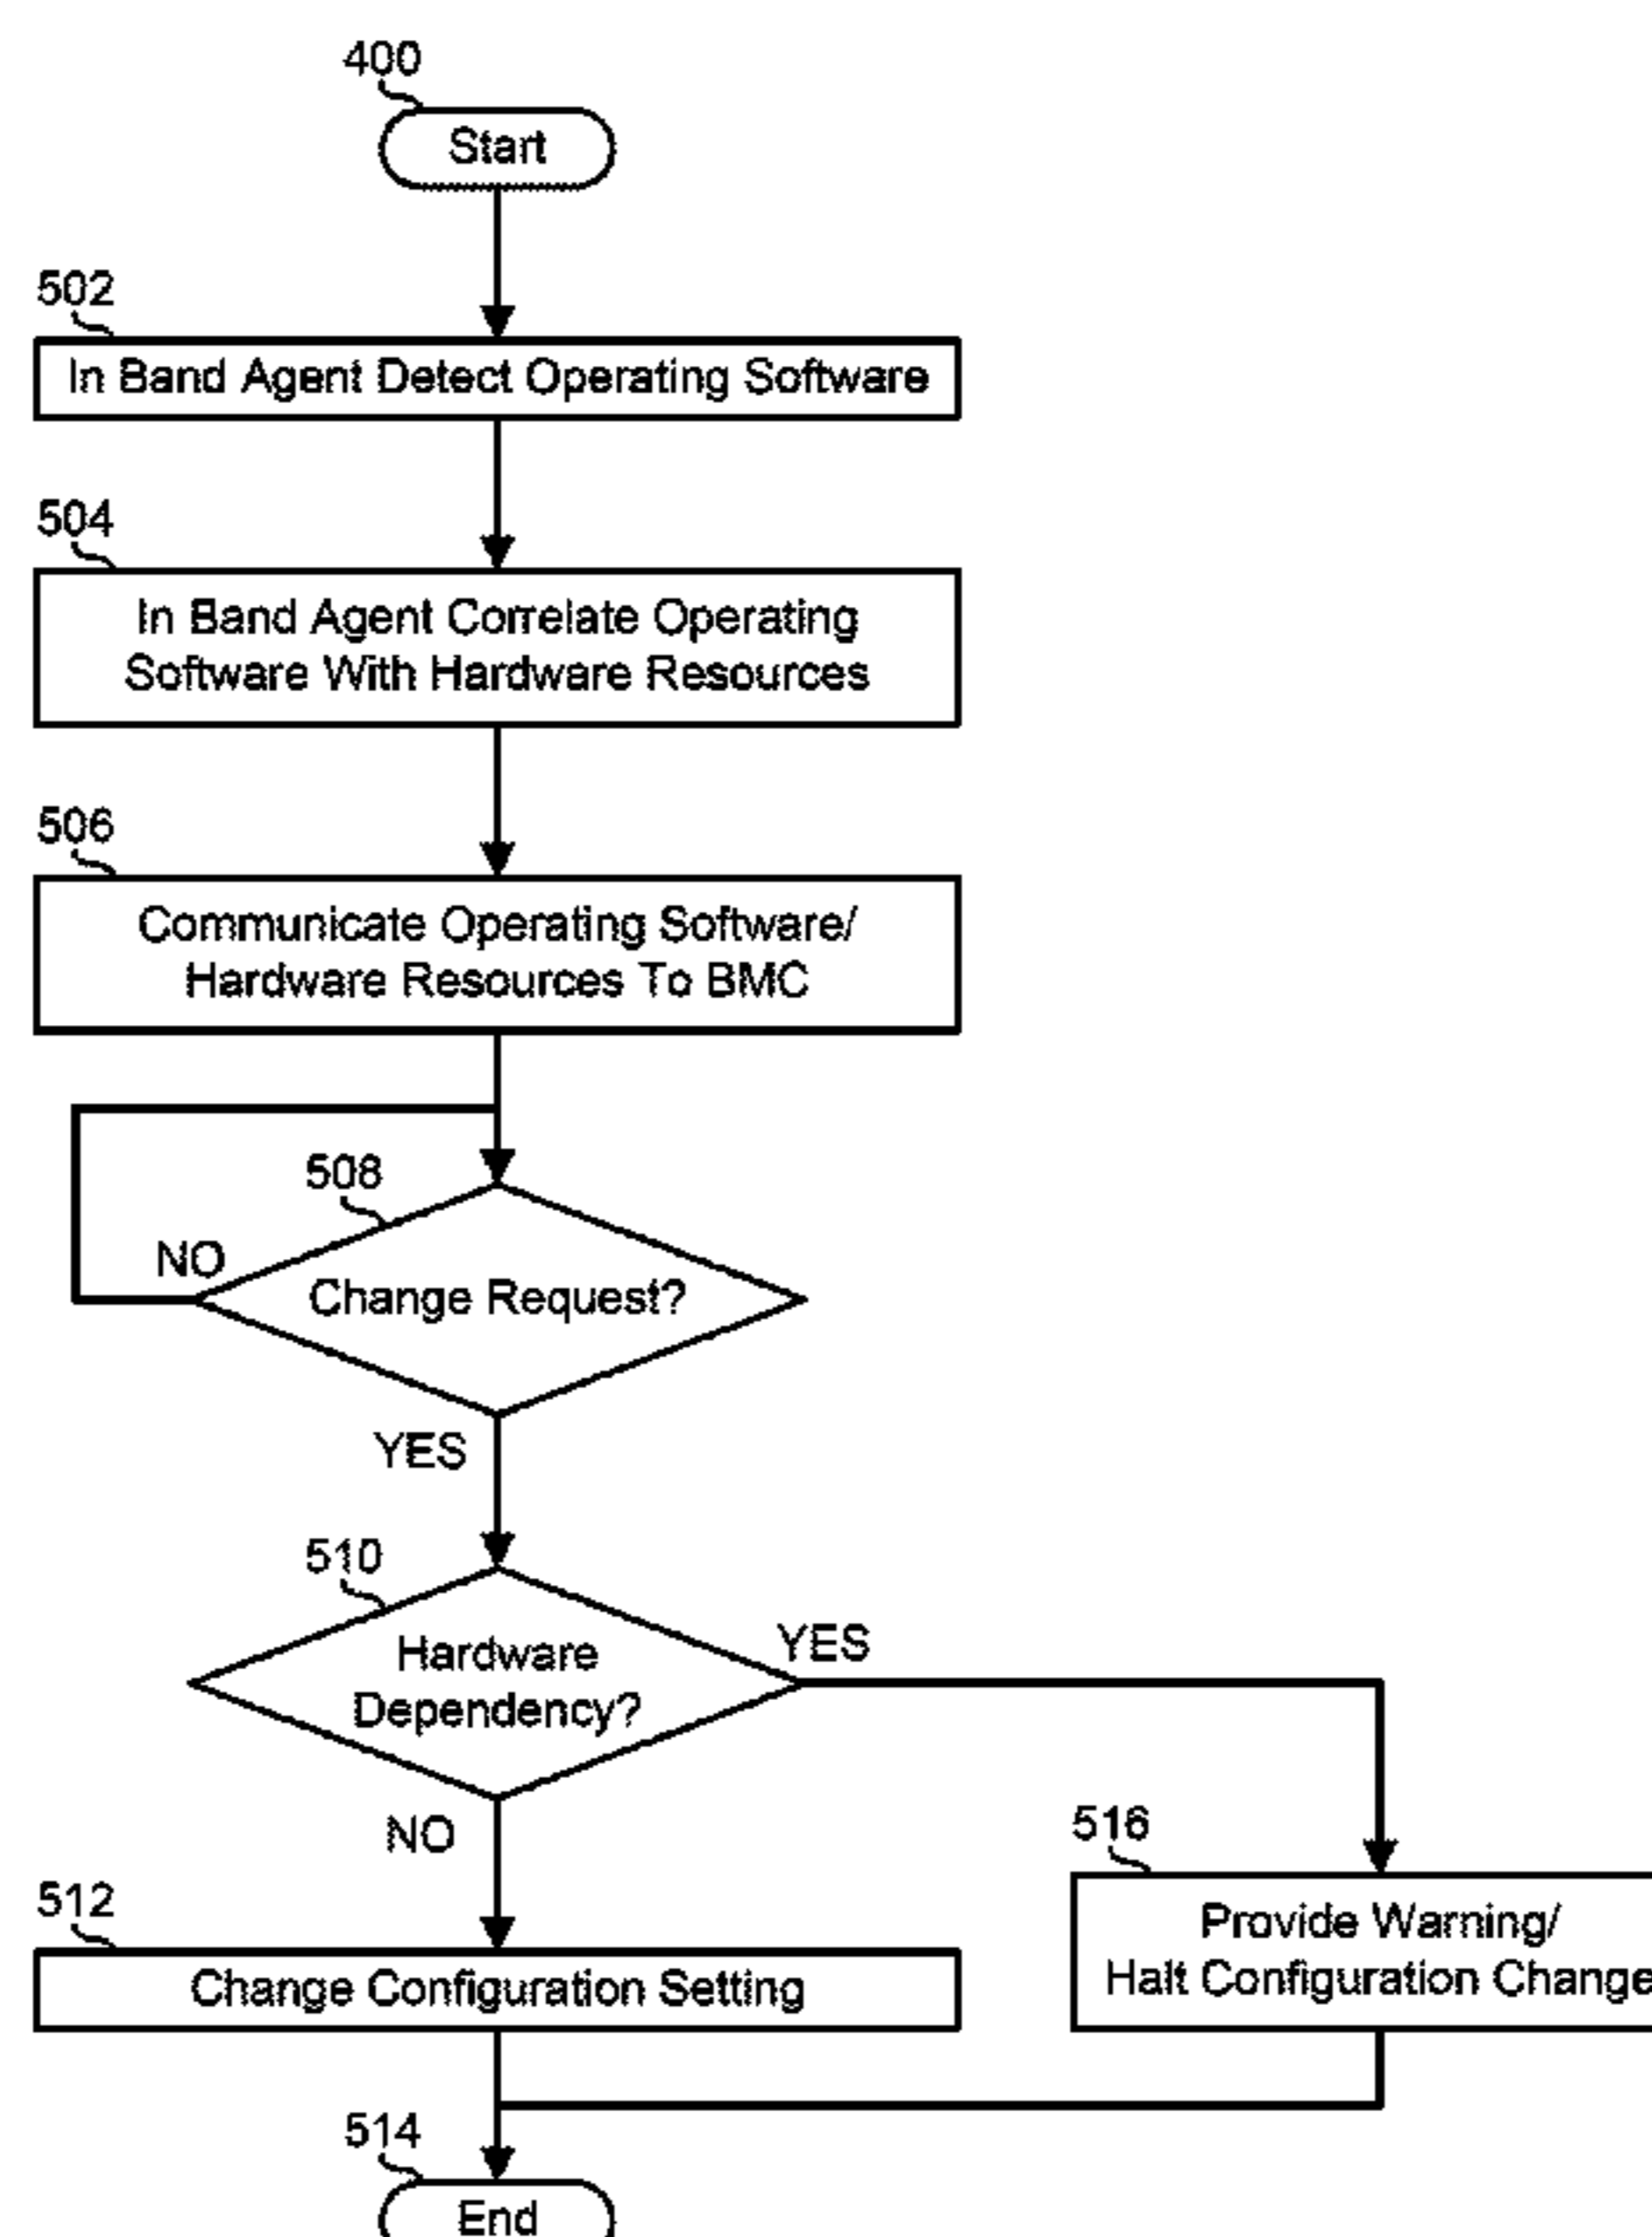 400
Start
502
In Band Agent Detect Operating Software
504
In Band Agent Correlate Operating
Software With Hardware Resources
506
Communicate Operating Software/
Hardware Resources To BMC
508
NO
Change Request?
YES
510
Hardware
Dependency?
YES
NO
516
Provide Warning/
Halt Configuration Change
512
Change Configuration Setting
514
End